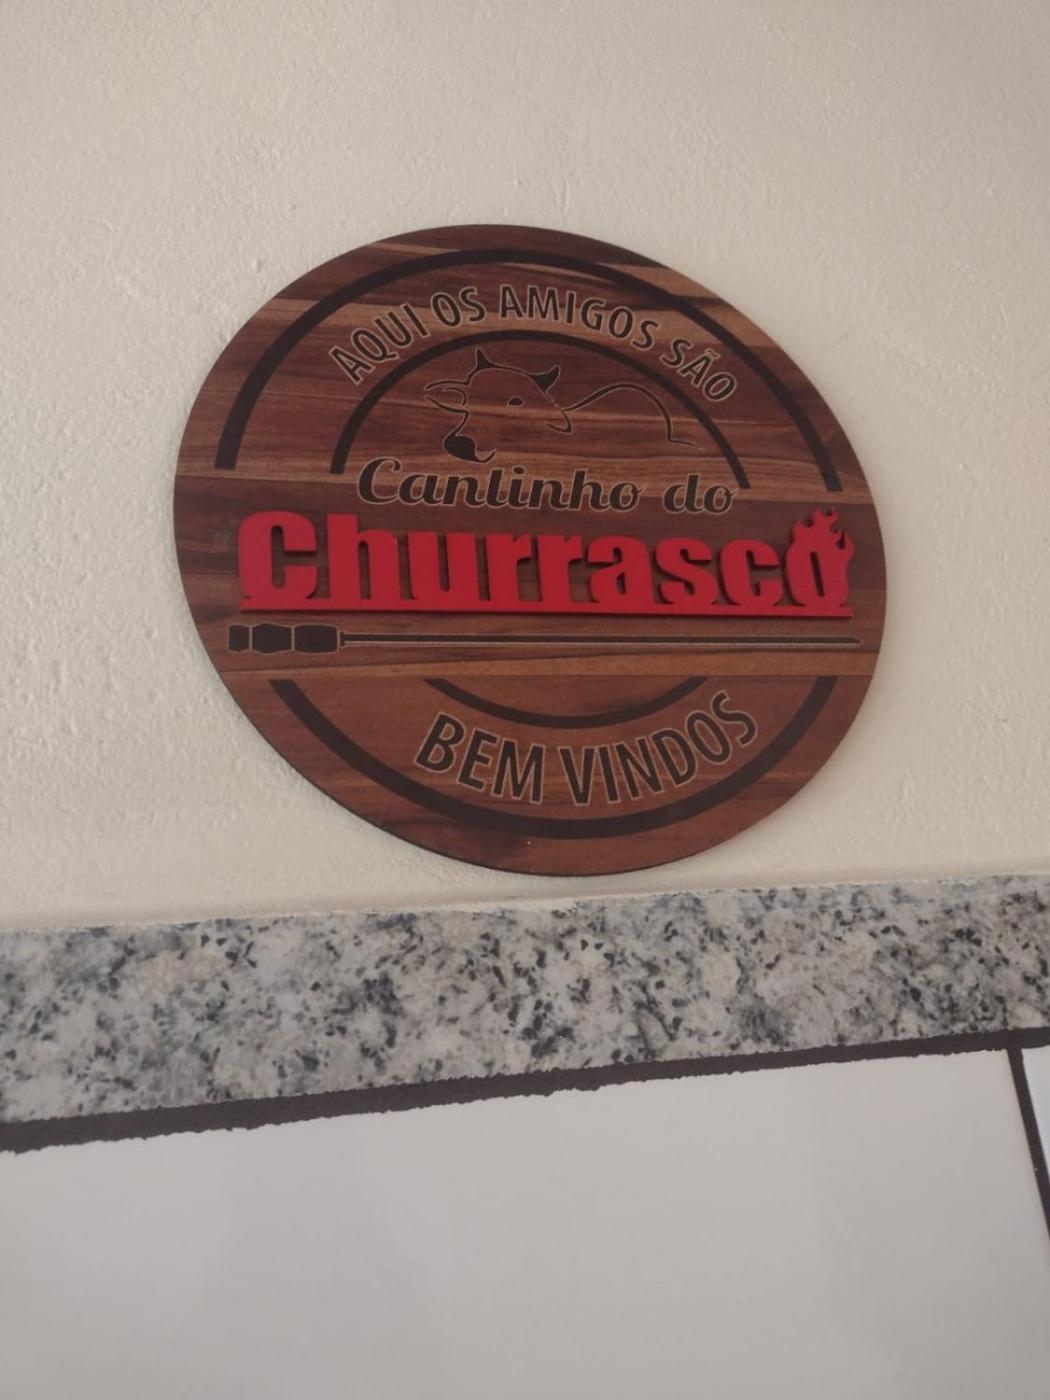 AQUI OS AMIGOS SÃO
Cantinho do
Churrasco
BEM VINDOS